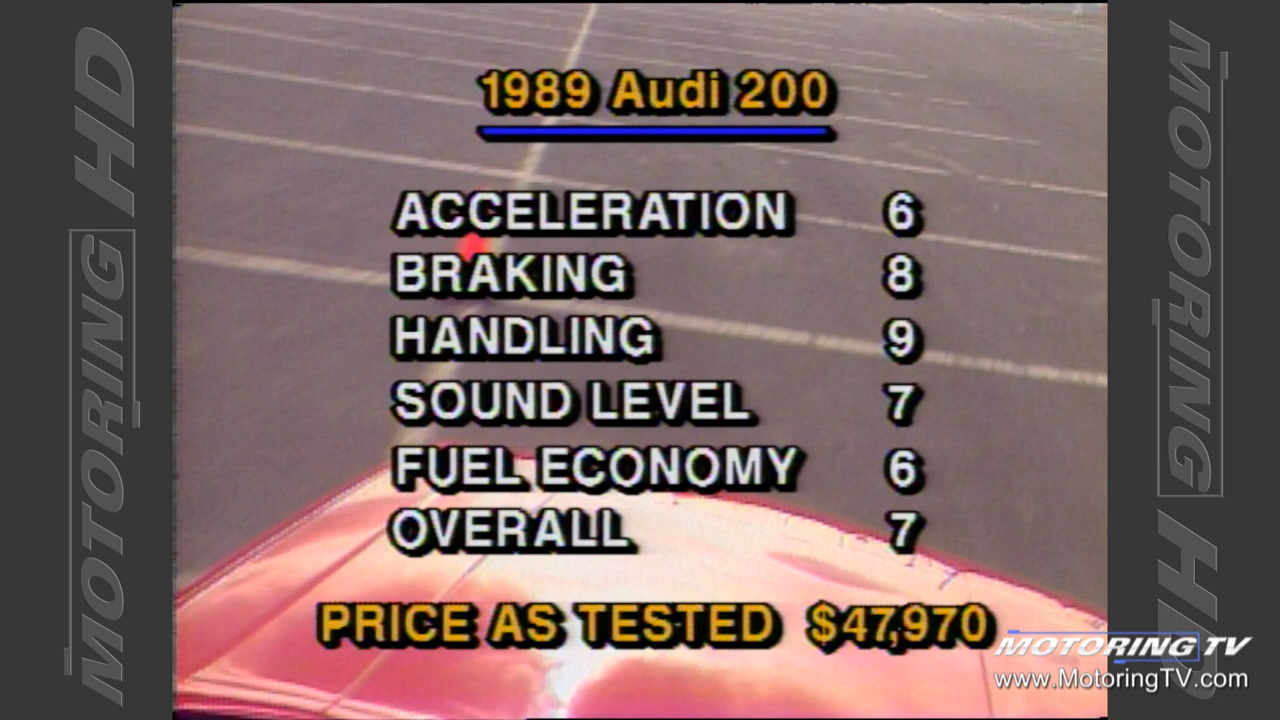 1989 Audi 200
ACCELERATION 6
BRAKING 8
HANDLING 9
SOUND LEVEL 7
FUEL ECONOMY 6
OVERALL 7
PRICE AS TESTED $47,970
MOTORING TV
www.MotoringTV.com
MOTORING HD
MOTORING HD